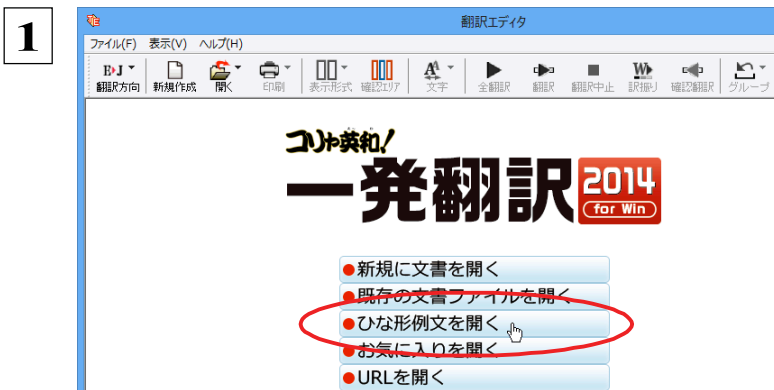 1
翻訳エディタ
ファイル(F) 表示(V) ヘルプ(H)
E▸J
翻訳方向 新規作成 開く 印刷 表示形式 確認エリア 文字 全翻訳 翻訳 翻訳中止 訳振り 確認翻訳 グループ
コリャ英和!
一発翻訳 2014
for Win
新規に文書を開く
既存の文書ファイルを開く
ひな形例文を開く
お気に入りを開く
URLを開く